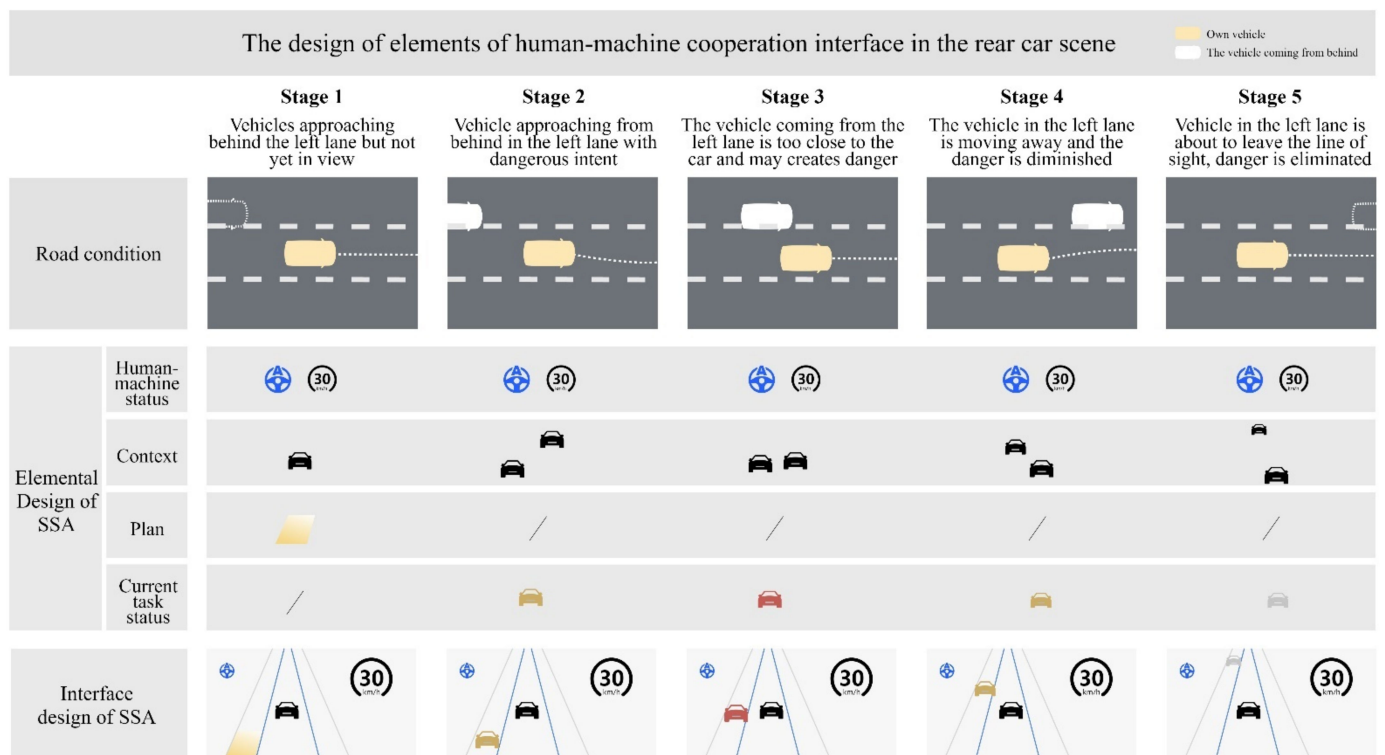 The design of elements of human-machine cooperation interface in the rear car scene
Own vehicle
The vehicle coming from behind
Stage 1
Vehicles approaching
behind the left lane but not
yet in view
Stage 2
Vehicle approaching from
behind in the left lane with
dangerous intent
Stage 3
The vehicle coming from the
left lane is too close to the
car and may creates danger
Stage 4
The vehicle in the left lane
is moving away and the
danger is diminished
Stage 5
Vehicle in the left lane is
about to leave the line of
sight, danger is eliminated
Road condition
Elemental
Design of
SSA
Human-
machine
status
A 30 km/h
A 30 km/h
A 30 km/h
A 30 km/h
A 30 km/h
Context
Plan
Current
task
status
Interface
design of SSA
30
km/h
30
km/h
30
km/h
30
km/h
30
km/h